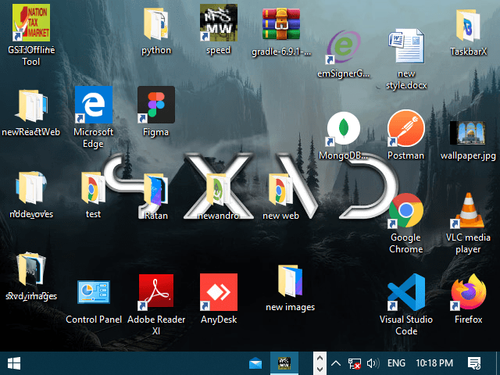 NATION
TAX
MARKET
GST Offline
Tool
python
NFS
MW
speed
gradle-6.9.1-...
emSignerG...
new
style.docx
TaskbarX
newReactWeb
Microsoft
Edge
Figma
MongoDB...
Postman
wallpaper.jpg
SXVD
test
Ratan
newandro
new web
Google
Chrome
VLC media
player
sxvd_images
Control Panel
Adobe Reader
XI
AnyDesk
new images
Visual Studio
Code
Firefox
ENG
10:18 PM